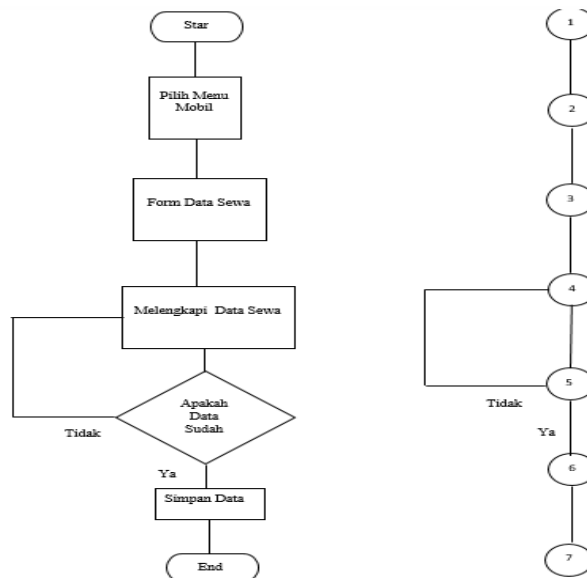 Star
Pilih Menu
Mobil
Form Data Sewa
Melengkapi Data Sewa
Apakah
Data
Sudah
Tidak
Ya
Simpan Data
End
1
2
3
4
5
Tidak
Ya
6
7